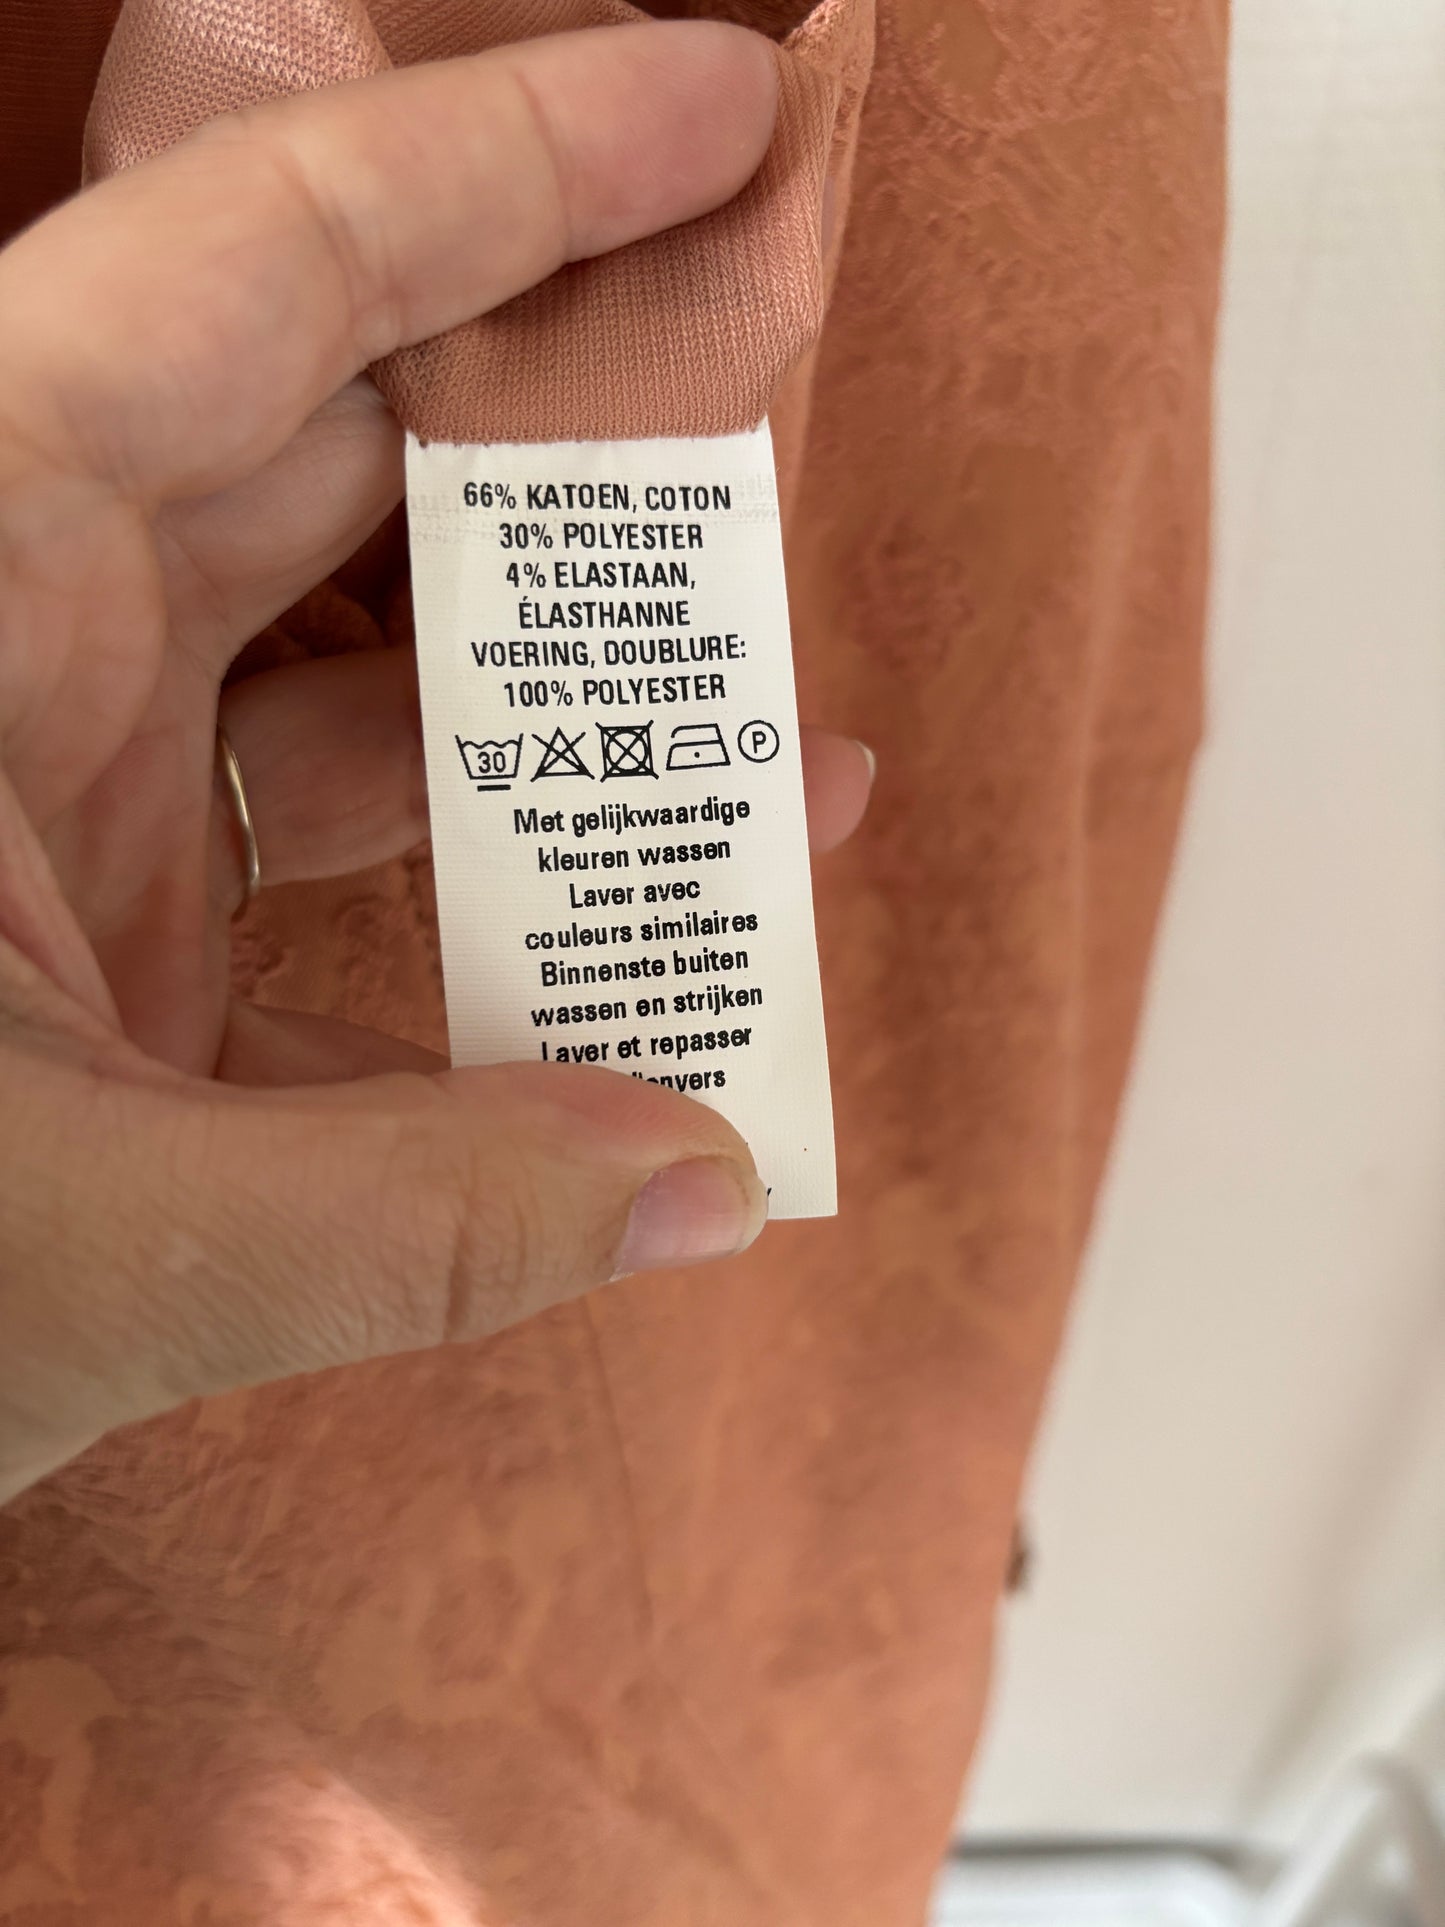 66% KATOEN, COTON
30% POLYESTER
4% ELASTAAN,
ÉLASTHANNE
VOERING, DOUBLURE:
100% POLYESTER
30 P
Met gelijkwaardige
kleuren wassen
Laver avec
couleurs similaires
Binnenste buiten
wassen en strijken
Laver et repasser